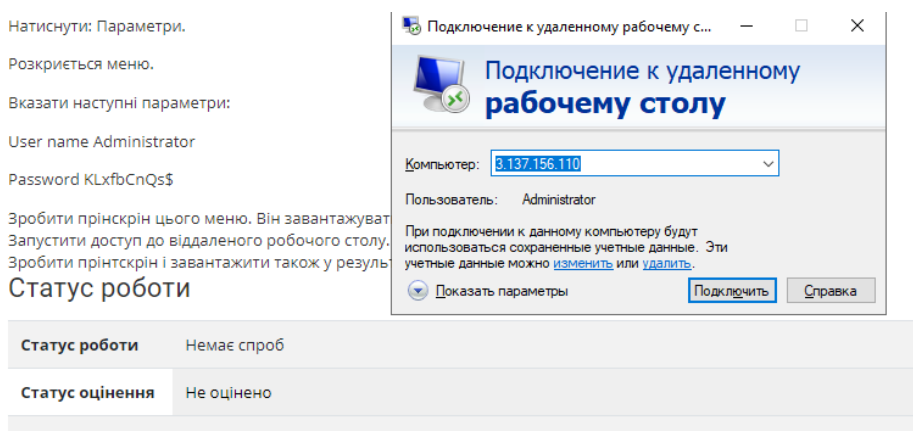 Натиснути: Параметри.
Розкриється меню.
Вказати наступні параметри:
User name Administrator
Password KLxfbCnQs$
Зробити прінскрін цього меню. Він завантажуват
Запустити доступ до віддаленого робочого столу.
Зробити прінтскрін і завантажити також у резуль
Подключение к удаленному рабочему с...
Подключение к удаленному
рабочему столу
Компьютер: 3.137.156.110
Пользователь: Administrator
При подключении к данному компьютеру будут
использоваться сохраненные учетные данные. Эти
учетные данные можно изменить или удалить.
Показать параметры Подключить Справка
Статус роботи
Статус роботи Немає спроб
Статус оцінення Не оцінено